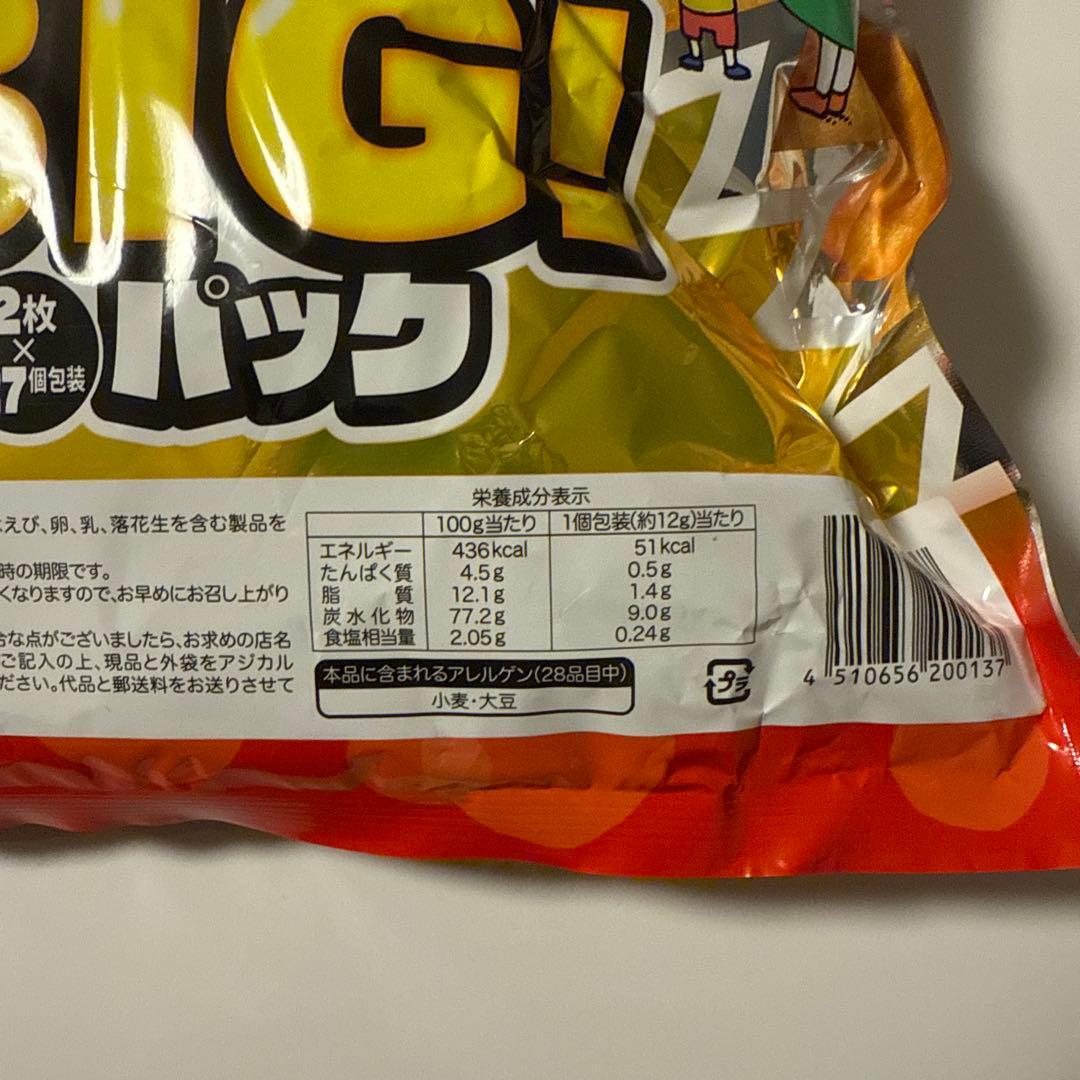 BIG!
2枚
×
27個包装
パック
えび、卵、乳、落花生を含む製品を
時の期限です。
くなりますので、お早めにお召し上がり
な点がございましたら、お求めの店名
ご記入の上、現品と外袋をアジカル
ださい。代品と郵送料をお送りさせて
栄養成分表示
100g当たり 1個包装(約12g)当たり
エネルギー 436kcal 51kcal
たんぱく質 4.5g 0.5g
脂質 12.1g 1.4g
炭水化物 77.2g 9.0g
食塩相当量 2.05g 0.24g
本品に含まれるアレルゲン(28品目中)
小麦・大豆
プラ
4 510656 200137